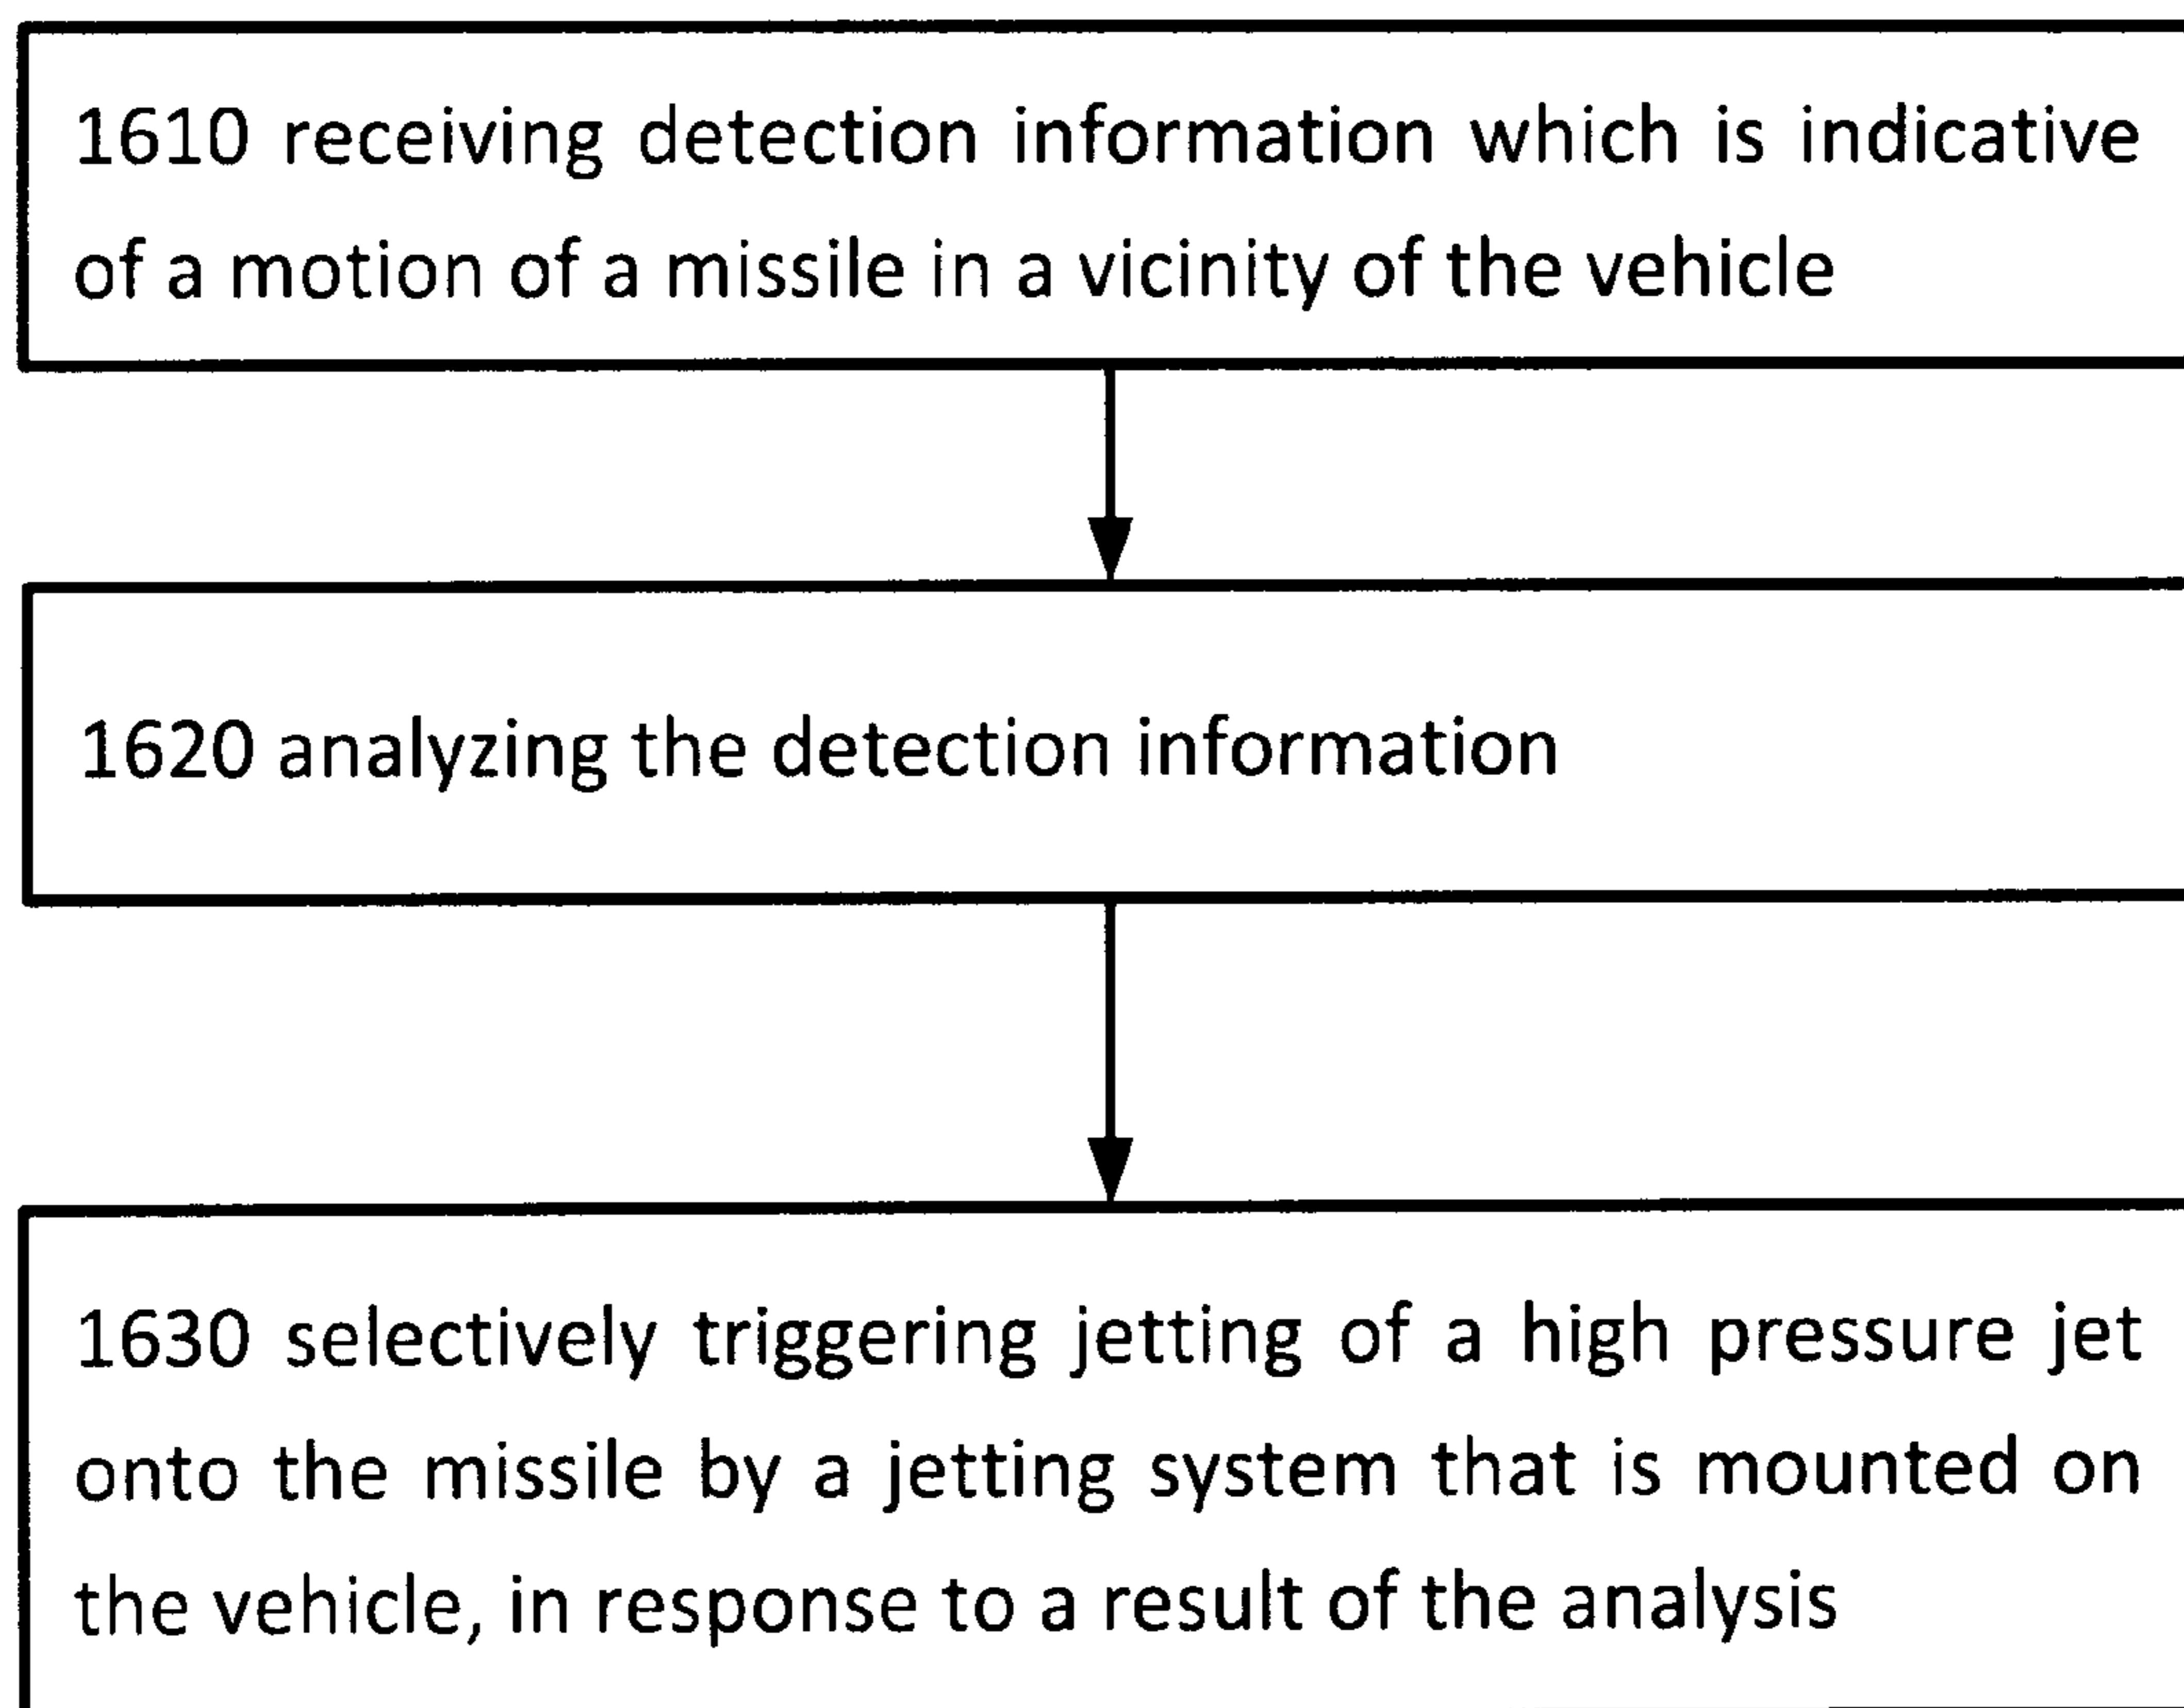 1610 receiving detection information which is indicative
of a motion of a missile in a vicinity of the vehicle
1620 analyzing the detection information
1630 selectively triggering jetting of a high pressure jet
onto the missile by a jetting system that is mounted on
the vehicle, in response to a result of the analysis